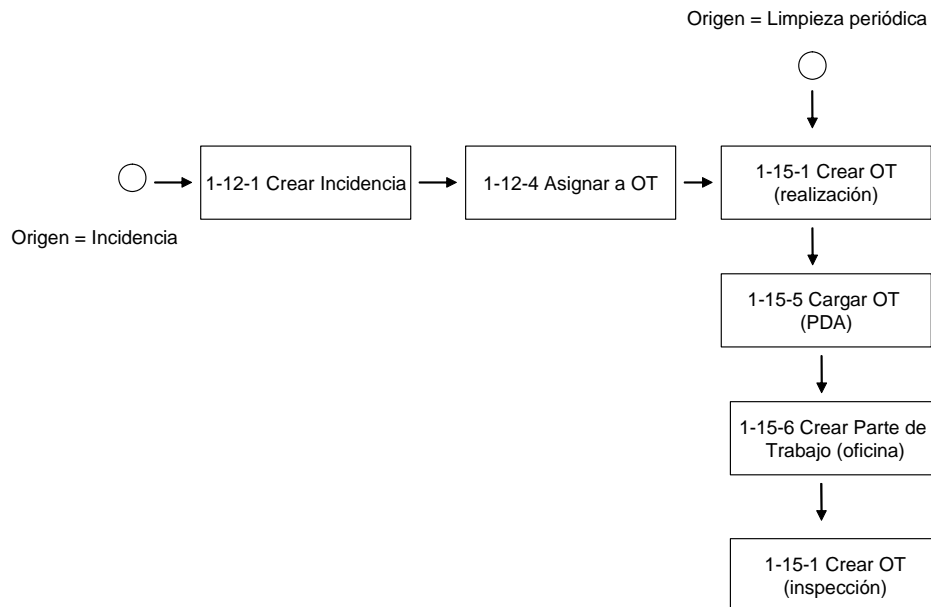 Origen = Limpieza periódica
1-12-1 Crear Incidencia
1-12-4 Asignar a OT
1-15-1 Crear OT
(realización)
Origen = Incidencia
1-15-5 Cargar OT
(PDA)
1-15-6 Crear Parte de
Trabajo (oficina)
1-15-1 Crear OT
(inspección)